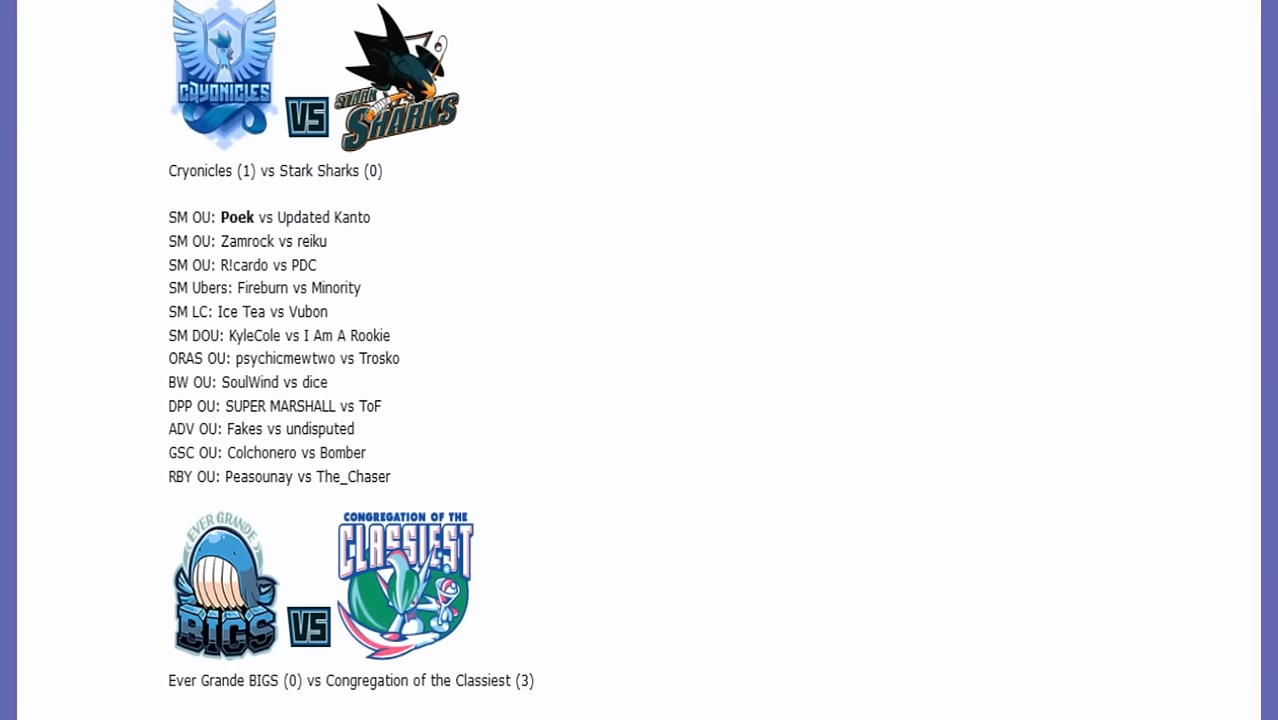 CRYONICLES
VS
STARK
SHARKS
Cryonicles (1) vs Stark Sharks (0)
SM OU: Poek vs Updated Kanto
SM OU: Zamrock vs reiku
SM OU: R!cardo vs PDC
SM Ubers: Fireburn vs Minority
SM LC: Ice Tea vs Vubon
SM DOU: KyleCole vs I Am A Rookie
ORAS OU: psychicmewtwo vs Trosko
BW OU: SoulWind vs dice
DPP OU: SUPER MARSHALL vs ToF
ADV OU: Fakes vs undisputed
GSC OU: Colchonero vs Bomber
RBY OU: Peasounay vs The_Chaser
EVER GRANDE
BIGS
VS
CONGREGATION OF THE
CLASSIEST
Ever Grande BIGS (0) vs Congregation of the Classiest (3)